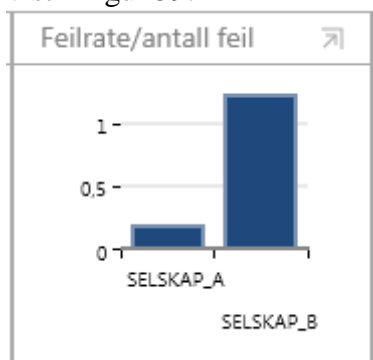 Feilrate/antall feil
1
0,5
0
SELSKAP_A
SELSKAP_B